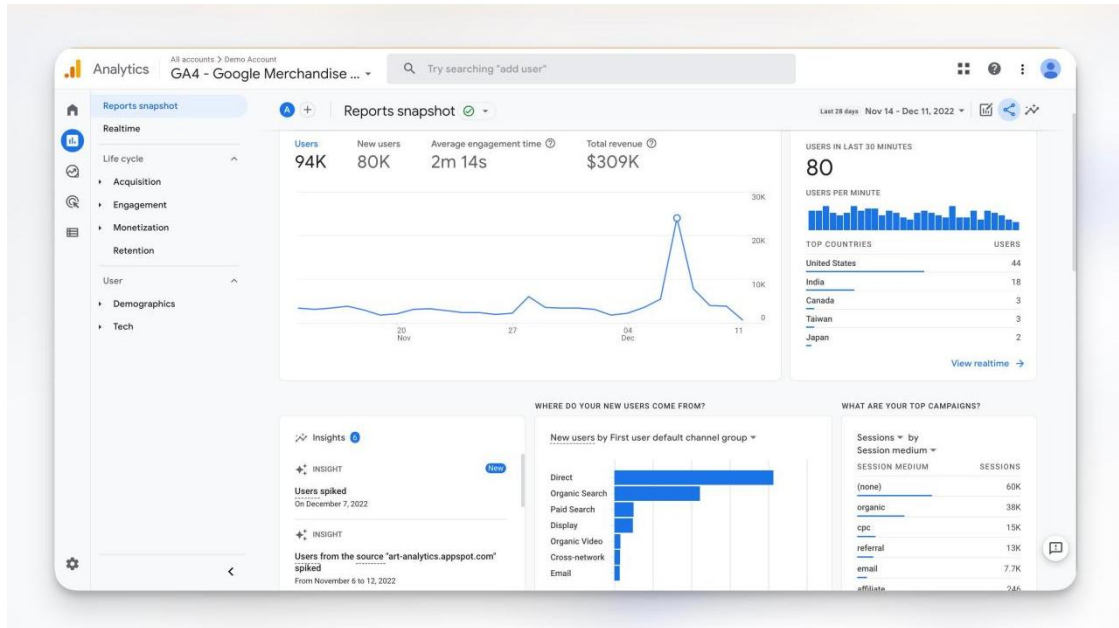 All accounts > Demo Account
Analytics
GA4 - Google Merchandise ...
Try searching "add user"
Reports snapshot
Realtime
Life cycle
Acquisition
Engagement
Monetization
Retention
User
Demographics
Tech
A
Reports snapshot
Last 28 days Nov 14 - Dec 11, 2022
Users New users Average engagement time Total revenue
94K 80K 2m 14s $309K
30K
20K
10K
0
20 27 04 11
Nov Dec
USERS IN LAST 30 MINUTES
80
USERS PER MINUTE
TOP COUNTRIES USERS
United States 44
India 18
Canada 3
Taiwan 3
Japan 2
View realtime
Insights 6
INSIGHT New
Users spiked
On December 7, 2022
INSIGHT
Users from the source "art-analytics.appspot.com"
spiked
From November 6 to 12, 2022
WHERE DO YOUR NEW USERS COME FROM?
New users by First user default channel group
Direct
Organic Search
Paid Search
Display
Organic Video
Cross-network
Email
WHAT ARE YOUR TOP CAMPAIGNS?
Sessions by
Session medium
SESSION MEDIUM SESSIONS
(none) 60K
organic 38K
cpc 15K
referral 13K
email 7.7K
affiliate 246